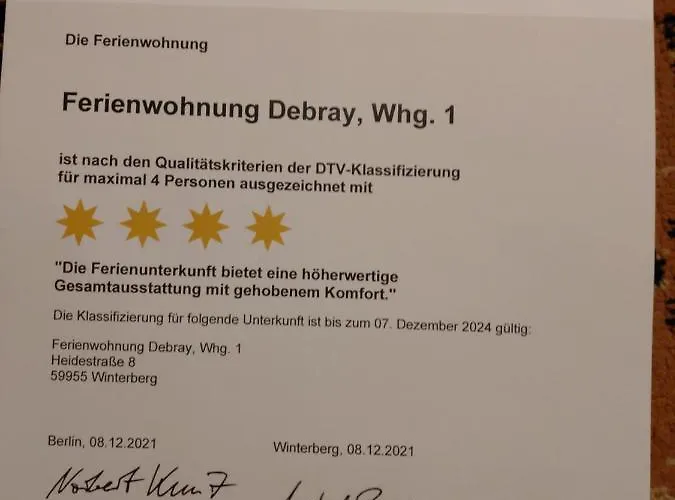 Die Ferienwohnung
Ferienwohnung Debray, Whg. 1
ist nach den Qualitätskriterien der DTV-Klassifizierung
für maximal 4 Personen ausgezeichnet mit
"Die Ferienunterkunft bietet eine höherwertige
Gesamtausstattung mit gehobenem Komfort."
Die Klassifizierung für folgende Unterkunft ist bis zum 07. Dezember 2024 gültig:
Ferienwohnung Debray, Whg. 1
Heidestraße 8
59955 Winterberg
Berlin, 08.12.2021
Winterberg, 08.12.2021